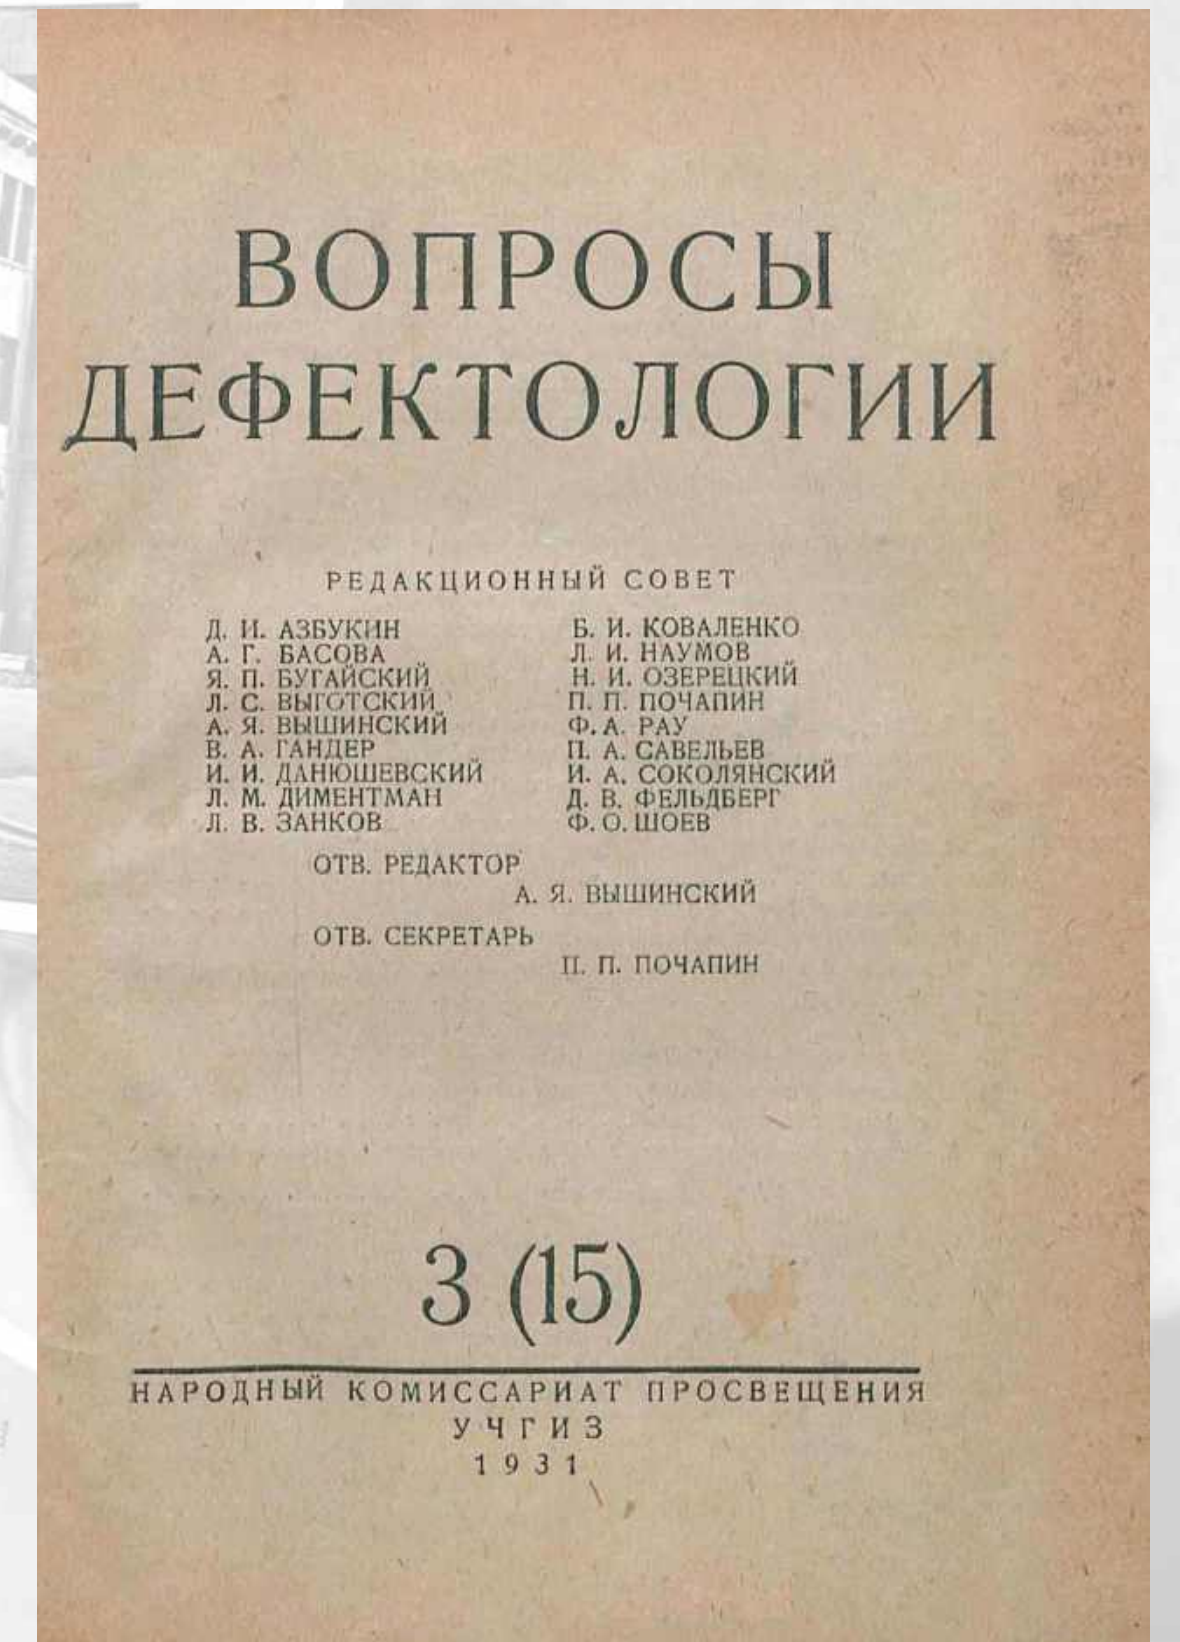 ВОПРОСЫ
ДЕФЕКТОЛОГИИ
РЕДАКЦИОННЫЙ СОВЕТ
Д. И. АЗБУКИН
А. Г. БАСОВА
Я. П. БУГАЙСКИЙ
Л. С. ВЫГОТСКИЙ
А. Я. ВЫШИНСКИЙ
В. А. ГАНДЕР
И. И. ДАНЮШЕВСКИЙ
Л. М. ДИМЕНТМАН
Л. В. ЗАНКОВ
Б. И. КОВАЛЕНКО
Л. И. НАУМОВ
Н. И. ОЗЕРЕЦКИЙ
П. П. ПОЧАПИН
Ф. А. РАУ
П. А. САВЕЛЬЕВ
И. А. СОКОЛЯНСКИЙ
Д. В. ФЕЛЬДБЕРГ
Ф. О. ШОЕВ
ОТВ. РЕДАКТОР
А. Я. ВЫШИНСКИЙ
ОТВ. СЕКРЕТАРЬ
П. П. ПОЧАПИН
3 (15)
НАРОДНЫЙ КОМИССАРИАТ ПРОСВЕЩЕНИЯ
УЧГИЗ
1931